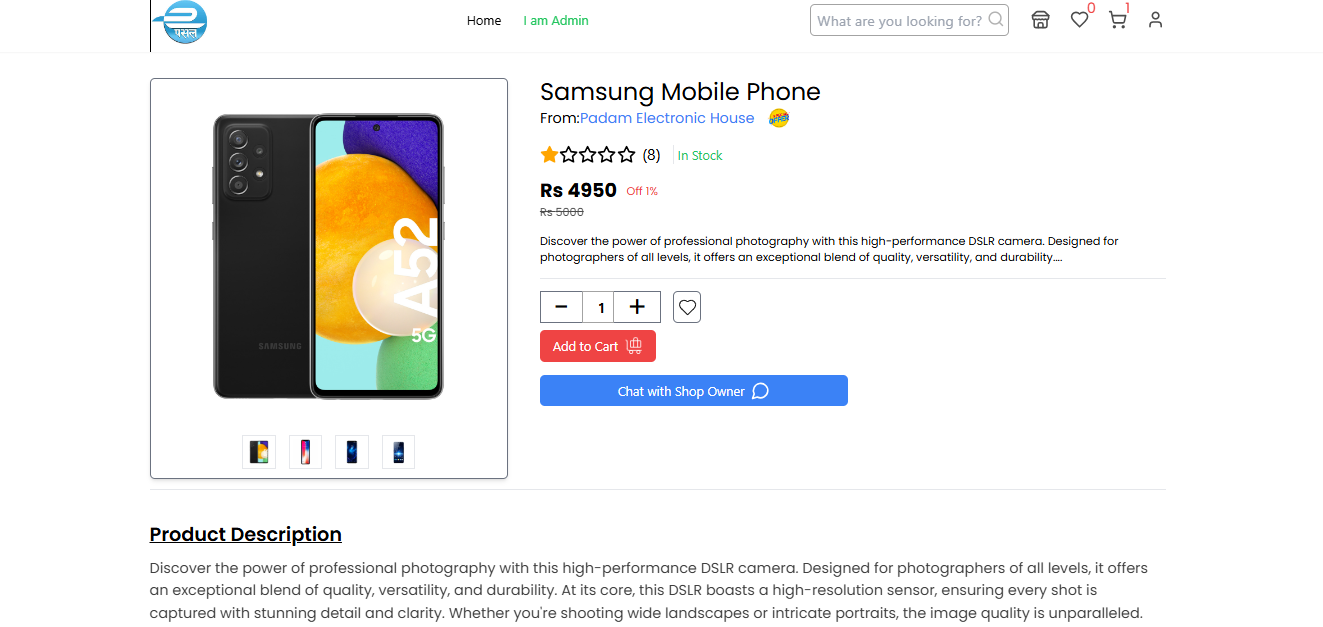 पसल
Home
I am Admin
What are you looking for?
0
1
Samsung Mobile Phone
From:Padam Electronic House
(8)
In Stock
Rs 4950 Off 1%
Rs 5000
Discover the power of professional photography with this high-performance DSLR camera. Designed for
photographers of all levels, it offers an exceptional blend of quality, versatility, and durability....
1
Add to Cart
Chat with Shop Owner
A52
5G
SAMSUNG
Product Description
Discover the power of professional photography with this high-performance DSLR camera. Designed for photographers of all levels, it offers
an exceptional blend of quality, versatility, and durability. At its core, this DSLR boasts a high-resolution sensor, ensuring every shot is
captured with stunning detail and clarity. Whether you're shooting wide landscapes or intricate portraits, the image quality is unparalleled.